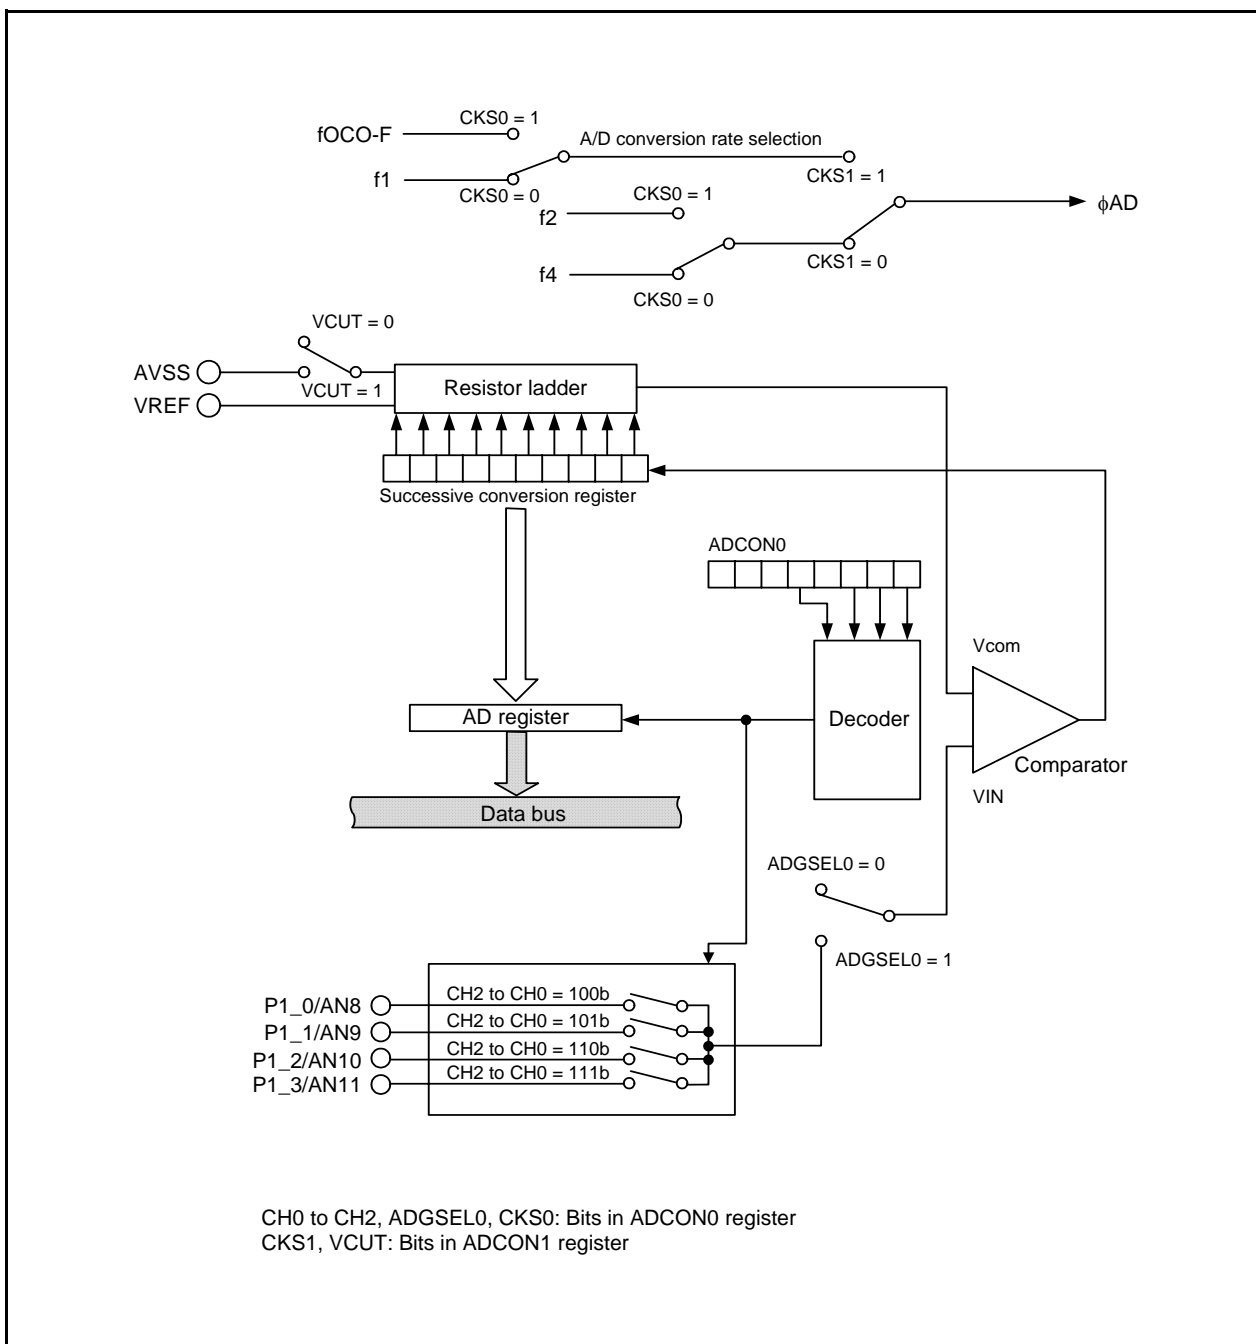 CKS0 = 1
fOCO-F
A/D conversion rate selection
f1
CKS0 = 0
CKS1 = 1
CKS0 = 1
f2
φAD
CKS1 = 0
f4
CKS0 = 0
VCUT = 0
AVSS
VCUT = 1
Resistor ladder
VREF
Successive conversion register
ADCON0
Vcom
AD register
Decoder
Comparator
VIN
Data bus
ADGSEL0 = 0
ADGSEL0 = 1
P1_0/AN8
CH2 to CH0 = 100b
P1_1/AN9
CH2 to CH0 = 101b
P1_2/AN10
CH2 to CH0 = 110b
P1_3/AN11
CH2 to CH0 = 111b
CH0 to CH2, ADGSEL0, CKS0: Bits in ADCON0 register
CKS1, VCUT: Bits in ADCON1 register